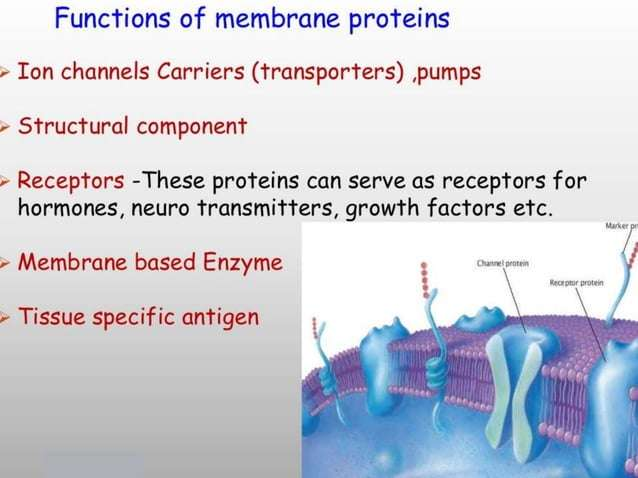 Functions of membrane proteins
Ion channels Carriers (transporters) ,pumps
Structural component
Receptors -These proteins can serve as receptors for
hormones, neuro transmitters, growth factors etc.
Marker
Channel protein
Membrane based Enzyme
Receptor protein
Tissue specific antigen